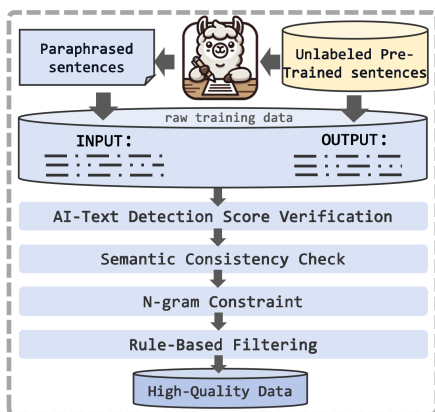 Paraphrased
sentences
Unlabeled Pre-
Trained sentences
raw training data
INPUT:
OUTPUT:
AI-Text Detection Score Verification
Semantic Consistency Check
N-gram Constraint
Rule-Based Filtering
High-Quality Data